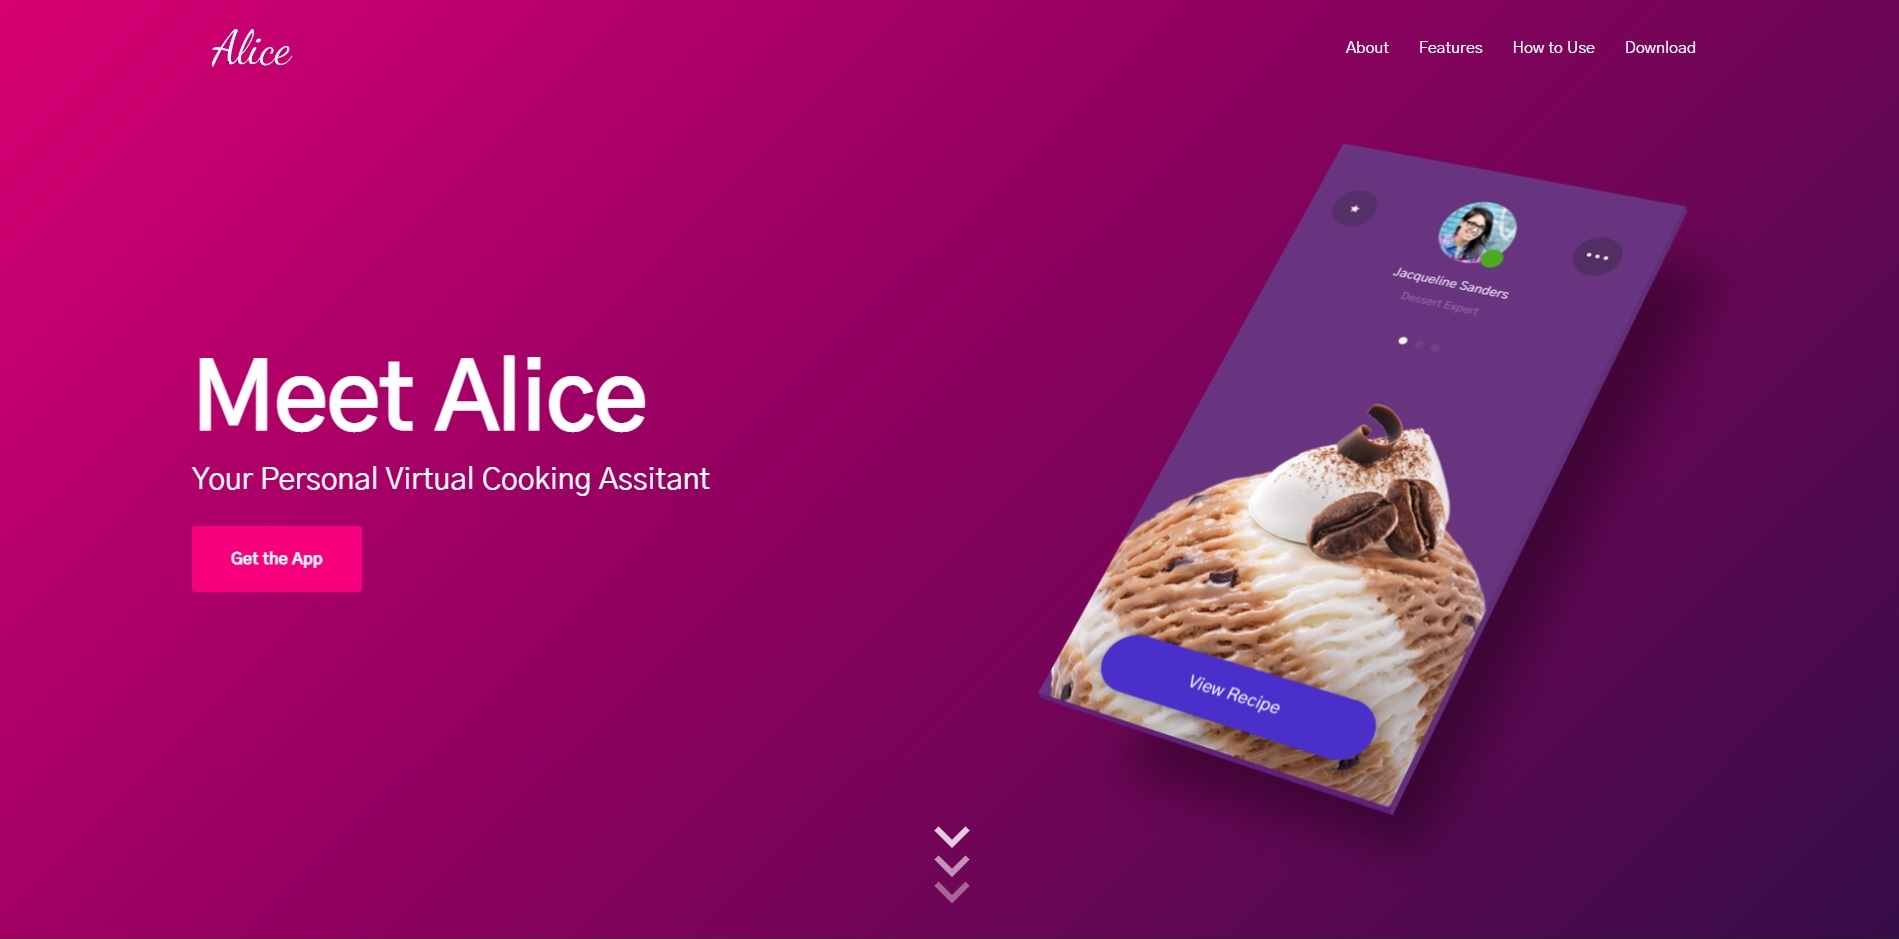 Alice
About
Features
How to Use
Download
Jacqueline Sanders
Dessert Expert
Meet Alice
Your Personal Virtual Cooking Assitant
Get the App
View Recipe